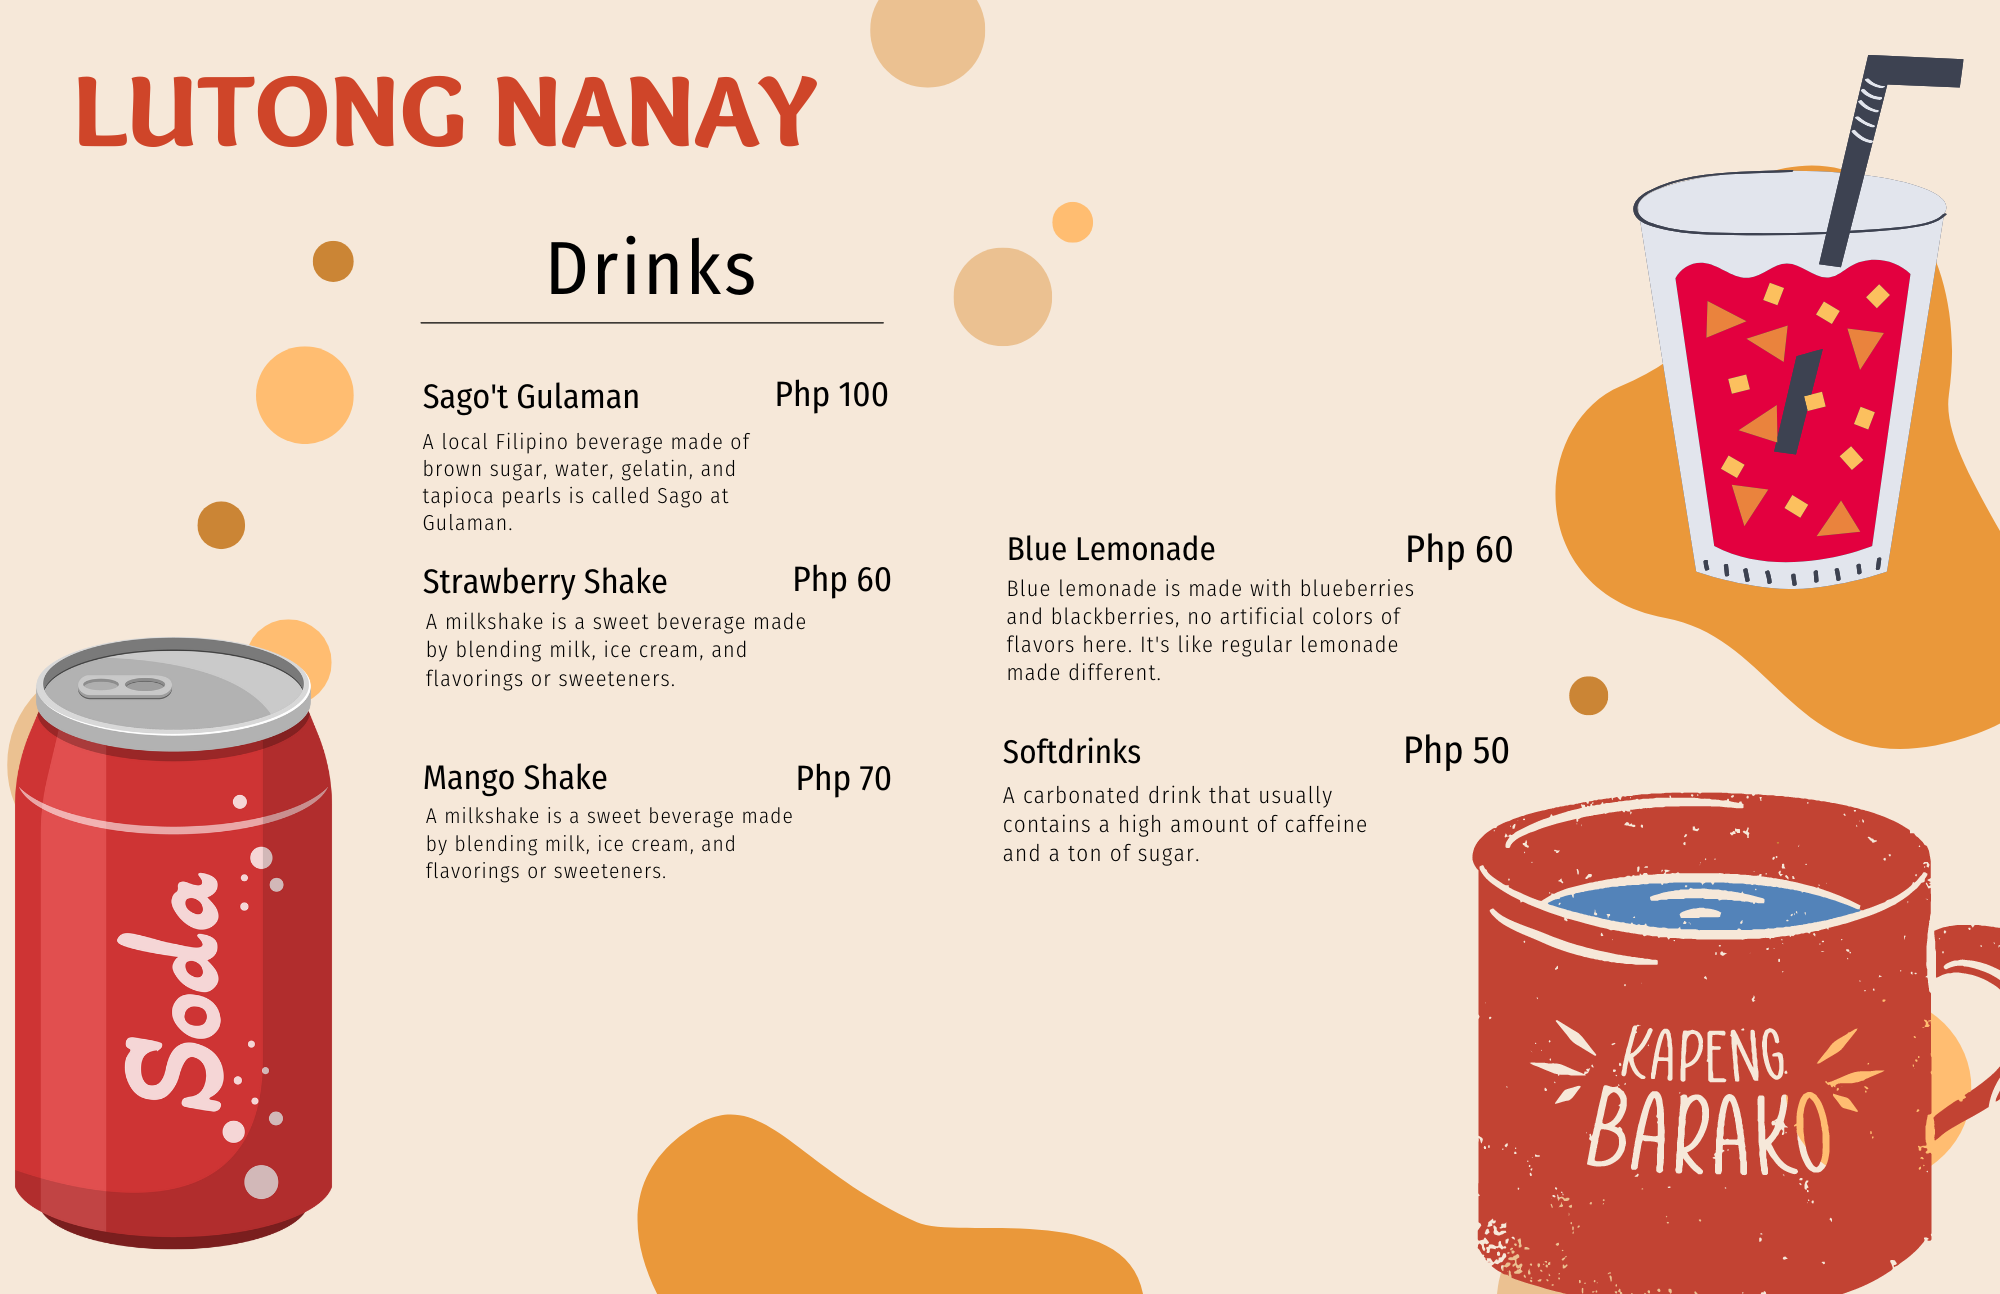 LUTONG NANAY
Drinks
Sago't Gulaman Php 100
A local Filipino beverage made of
brown sugar, water, gelatin, and
tapioca pearls is called Sago at
Gulaman.
Strawberry Shake Php 60
A milkshake is a sweet beverage made
by blending milk, ice cream, and
flavorings or sweeteners.
Mango Shake Php 70
A milkshake is a sweet beverage made
by blending milk, ice cream, and
flavorings or sweeteners.
Blue Lemonade Php 60
Blue lemonade is made with blueberries
and blackberries, no artificial colors of
flavors here. It's like regular lemonade
made different.
Softdrinks Php 50
A carbonated drink that usually
contains a high amount of caffeine
and a ton of sugar.
Soda
KAPENG
BARAKO